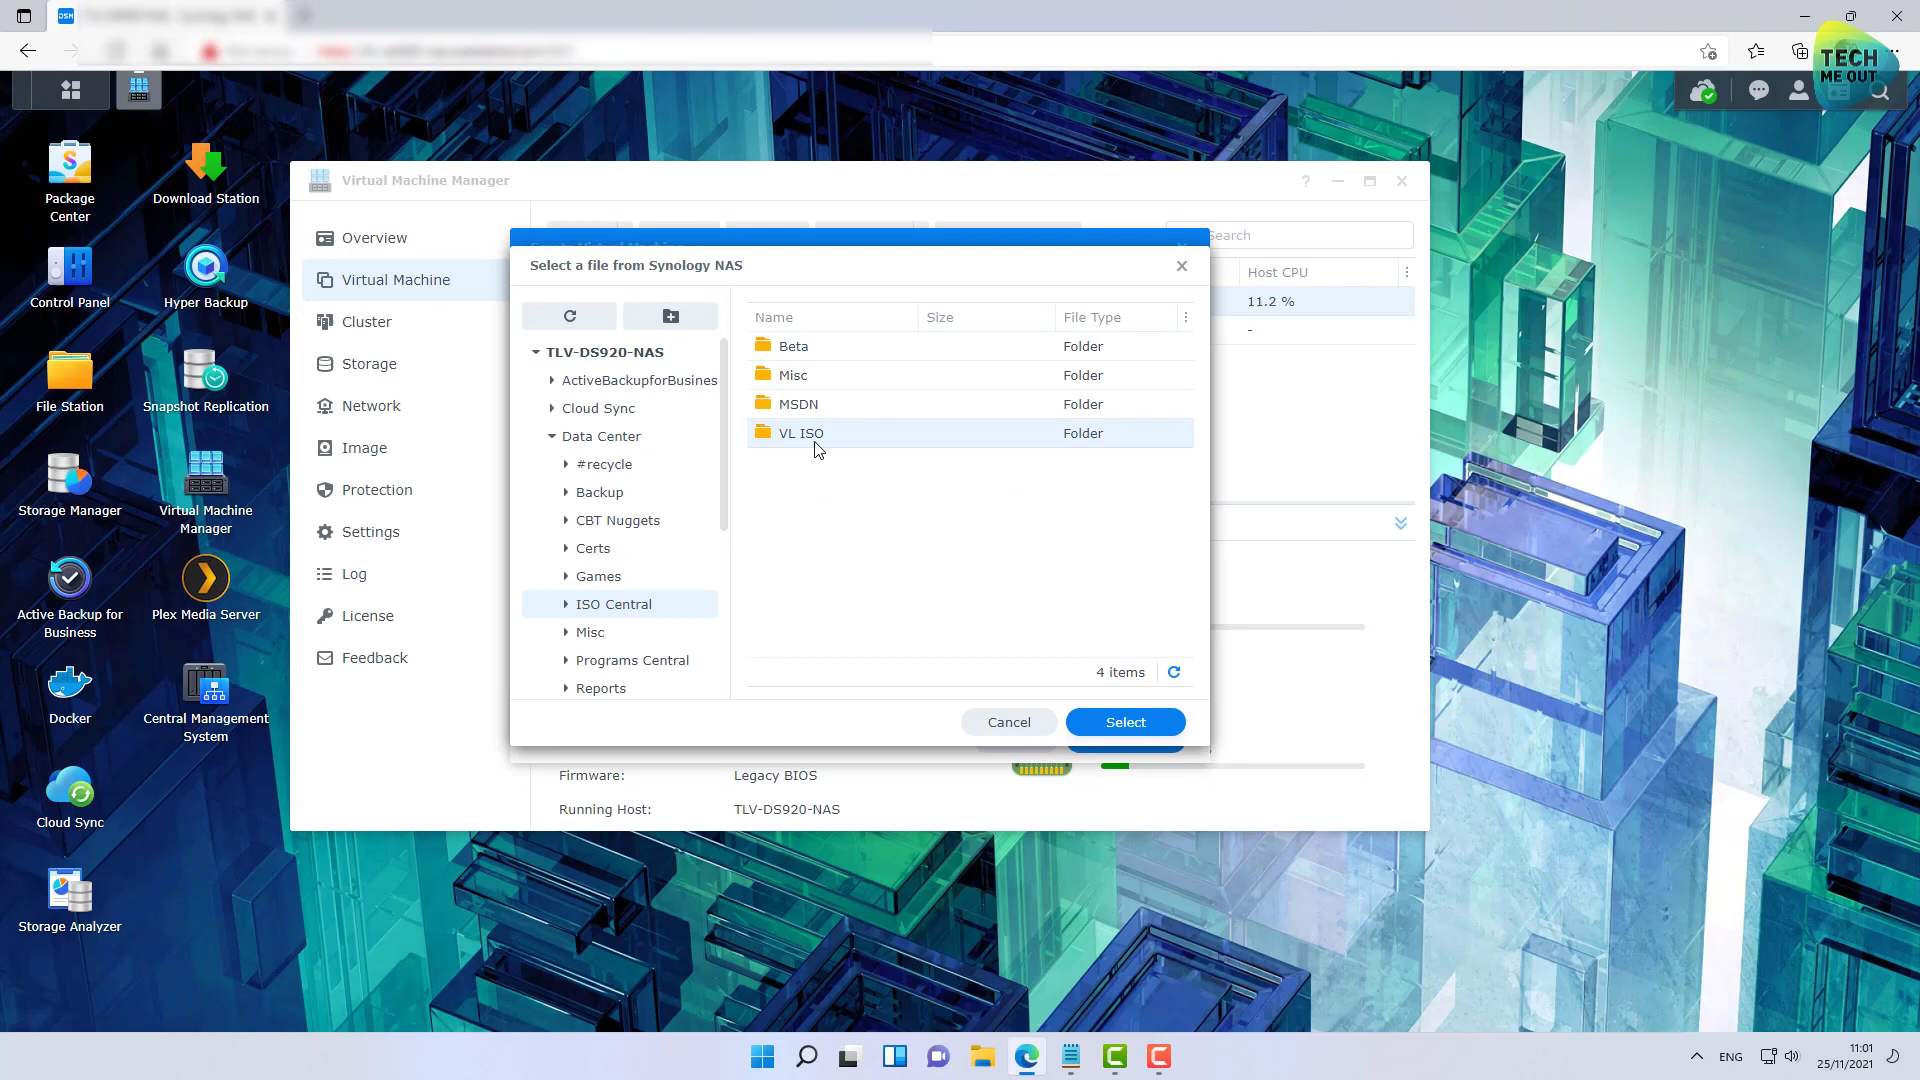 DSM
TECH
ME OUT
Package
Center
Download Station
Control Panel
Hyper Backup
File Station
Snapshot Replication
Storage Manager
Virtual Machine
Manager
Active Backup for
Business
Plex Media Server
Docker
Central Management
System
Cloud Sync
Storage Analyzer
Virtual Machine Manager
?
Overview
Virtual Machine
Cluster
Storage
Network
Image
Protection
Settings
Log
License
Feedback
Search
Host CPU
11.2 %
-
Select a file from Synology NAS
TLV-DS920-NAS
ActiveBackupforBusines
Cloud Sync
Data Center
#recycle
Backup
CBT Nuggets
Certs
Games
ISO Central
Misc
Programs Central
Reports
Name Size File Type
Beta Folder
Misc Folder
MSDN Folder
VL ISO Folder
4 items
Cancel Select
Firmware: Legacy BIOS
Running Host: TLV-DS920-NAS
ENG
11:01
25/11/2021